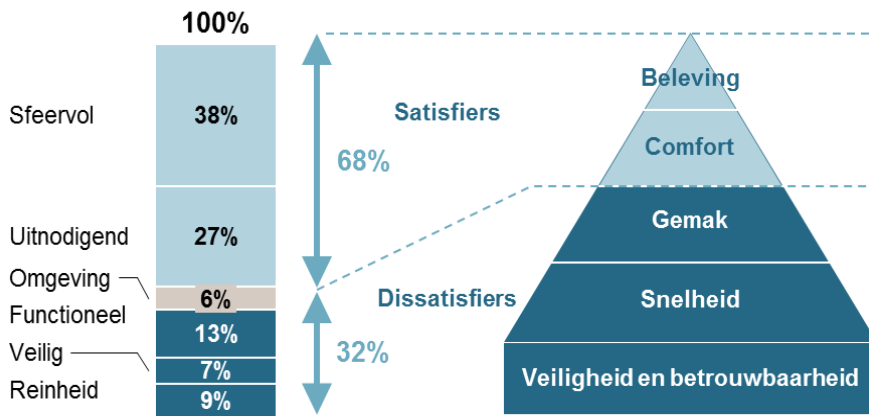 100%
Sfeervol
38%
Uitnodigend
27%
Omgeving
6%
Functioneel
13%
Veilig
7%
Reinheid
9%
Satisfiers
68%
Dissatisfiers
32%
Beleving
Comfort
Gemak
Snelheid
Veiligheid en betrouwbaarheid